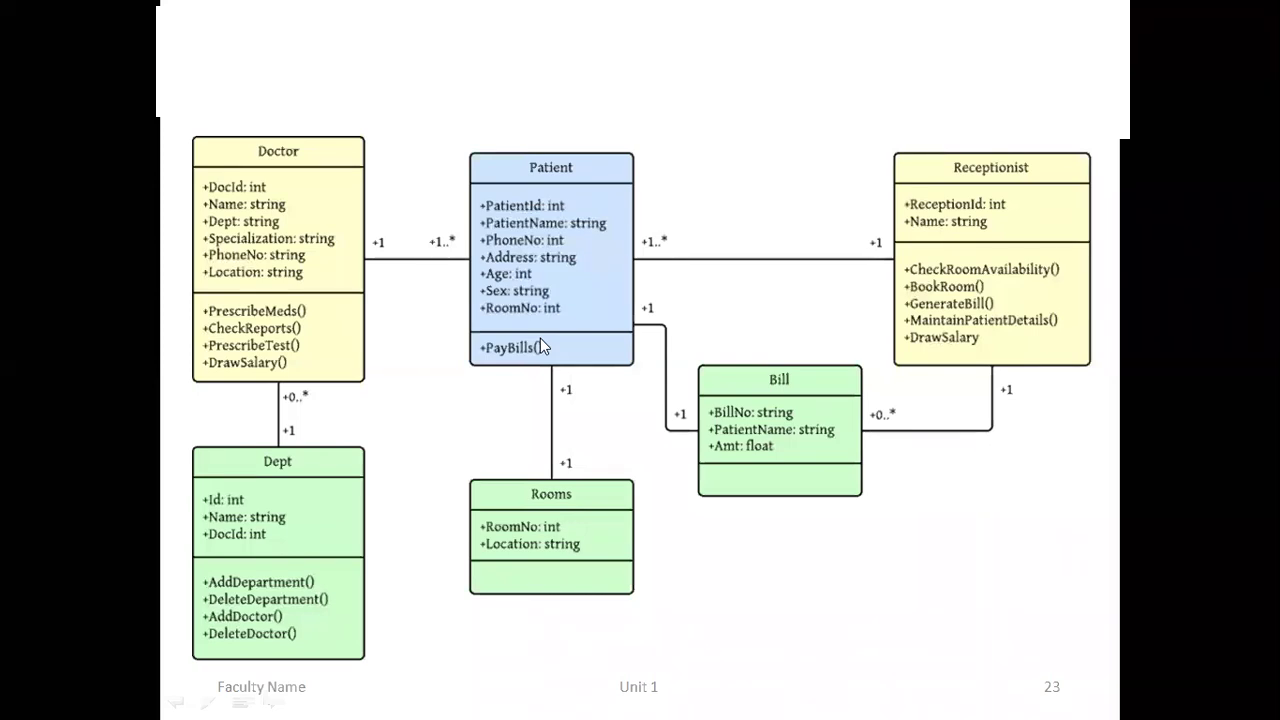 Doctor
+DocId: int
+Name: string
+Dept: string
+Specialization: string
+PhoneNo: string
+Location: string
+PrescribeMeds()
+CheckReports()
+PrescribeTest()
+DrawSalary()
+1
+1..*
Patient
+PatientId: int
+PatientName: string
+PhoneNo: int
+Address: string
+Age: int
+Sex: string
+RoomNo: int
+PayBills()
+1..*
+1
Receptionist
+ReceptionId: int
+Name: string
+CheckRoomAvailability()
+BookRoom()
+GenerateBill()
+MaintainPatientDetails()
+DrawSalary
+1
+1
+0..*
+1
Bill
+BillNo: string
+PatientName: string
+Amt: float
+0..*
+1
Dept
+Id: int
+Name: string
+DocId: int
+AddDepartment()
+DeleteDepartment()
+AddDoctor()
+DeleteDoctor()
+1
+1
Rooms
+RoomNo: int
+Location: string
Faculty Name
Unit 1
23